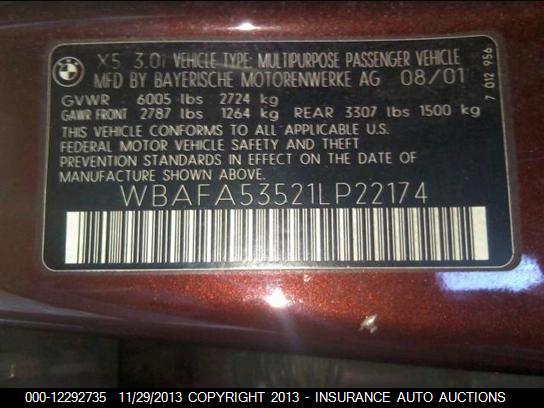 BMW
X5 3.0i VEHICLE TYPE: MULTIPURPOSE PASSENGER VEHICLE
MFD BY BAYERISCHE MOTORENWERKE AG 08/01
GVWR 6005 lbs 2724 kg
GAWR FRONT 2787 lbs 1264 kg REAR 3307 lbs 1500 kg
THIS VEHICLE CONFORMS TO ALL APPLICABLE U.S.
FEDERAL MOTOR VEHICLE SAFETY AND THEFT
PREVENTION STANDARDS IN EFFECT ON THE DATE OF
MANUFACTURE SHOWN ABOVE.
WBAFA53521LP22174
7 012 956
000-12292735 11/29/2013 COPYRIGHT 2013 - INSURANCE AUTO AUCTIONS